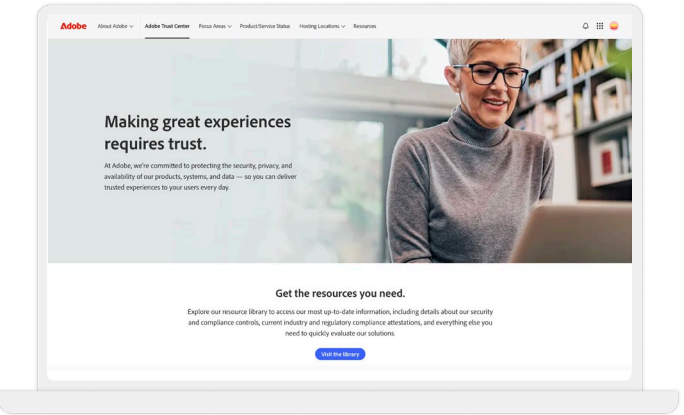 Adobe About Adobe Adobe Trust Center Focus Areas Product/Service Status Hosting Locations Resources
Making great experiences
requires trust.
At Adobe, we're committed to protecting the security, privacy, and
availability of our products, systems, and data — so you can deliver
trusted experiences to your users every day.
Get the resources you need.
Explore our resource library to access our most up-to-date information, including details about our security
and compliance controls, current industry and regulatory compliance attestations, and everything else you
need to quickly evaluate our solutions.
Visit the library